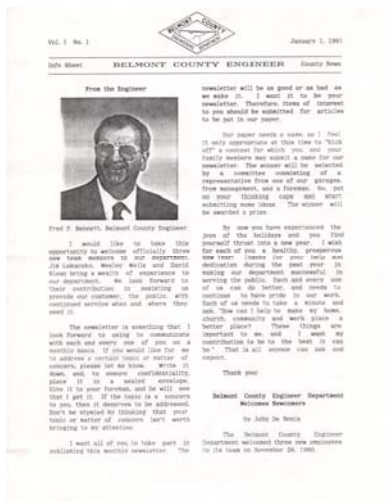 BELMONT COUNTY
ENGINEER
Vol. I No. 1
January 1, 1991
Info Sheet
BELMONT COUNTY ENGINEER
County News
From the Engineer
Fred F. Bennett, Belmont County Engineer
I would like to take this
opportunity to welcome officially three
new team members to our department.
Jim Wesley Wells and David
Sloan bring a wealth of experience to
our department. We look forward to
their contribution in assisting us
provide our customer, the public, with
continued service when and where they
need it.
The newsletter is something that I
look forward to using to communicate
with each and every one of you on a
monthly basis. If you would like for me
to address a certain topic or matter of
concern, please let me know. Write it
down, and, to ensure confidentiality,
place it in a sealed envelope.
Give it to your foreman, and he will see
that I get it. If the topic is a concern
to you, then it deserves to be addressed.
Don't be stymied by thinking that your
topic or matter of concern isn't worth
bringing to my attention.
I want all of you to take part in
publishing this monthly newsletter. The
newsletter will be as good or as bad as
we make it. I want it to be your
newsletter. Therefore, items of interest
to you should be submitted for articles
to be put in our paper.
Our paper needs a name, so I feel
it only appropriate at this time to "kick
off" a contest for which you and your
family members may submit a name for our
newsletter. The winner will be selected
by a committee consisting of a
representative from one of our garages,
from management, and a foreman. So, put
on your thinking caps and start
submitting some ideas. The winner will
be awarded a prize.
By now you have experienced the
joys of the holidays and you find
yourself thrust into a new year. I wish
for each of you a healthy, prosperous
new year. Thanks for your help and
dedication during the past year in
making our department successful in
serving the public. Each and every one
of us can do better, and needs to
continue to have pride in our work.
Each of us needs to take a minute and
ask, "How can I help to make my home,
church, community and work place a
better place? These things are
important to me, and I want my
contribution to be to the best it can
be." That is all anyone can ask and
expect.
Thank you!
Belmont County Engineer Department
Welcomes Newcomers
by John De
The Belmont County Engineer
Department welcomed three new employees
to its team on November 26, 1990.